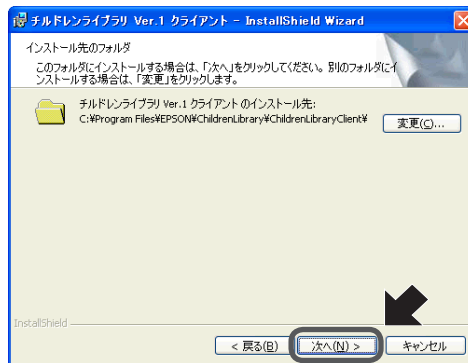 チルドレンライブラリ Ver.1 クライアント - InstallShield Wizard
インストール先のフォルダ
このフォルダにインストールする場合は、「次へ」をクリックしてください。別のフォルダにイ
ンストールする場合は、「変更」をクリックします。
チルドレンライブラリ Ver.1 クライアント のインストール先:
C:¥Program Files¥EPSON¥ChildrenLibrary¥ChildrenLibraryClient¥
変更(C)...
InstallShield
< 戻る(B)
次へ(N) >
キャンセル